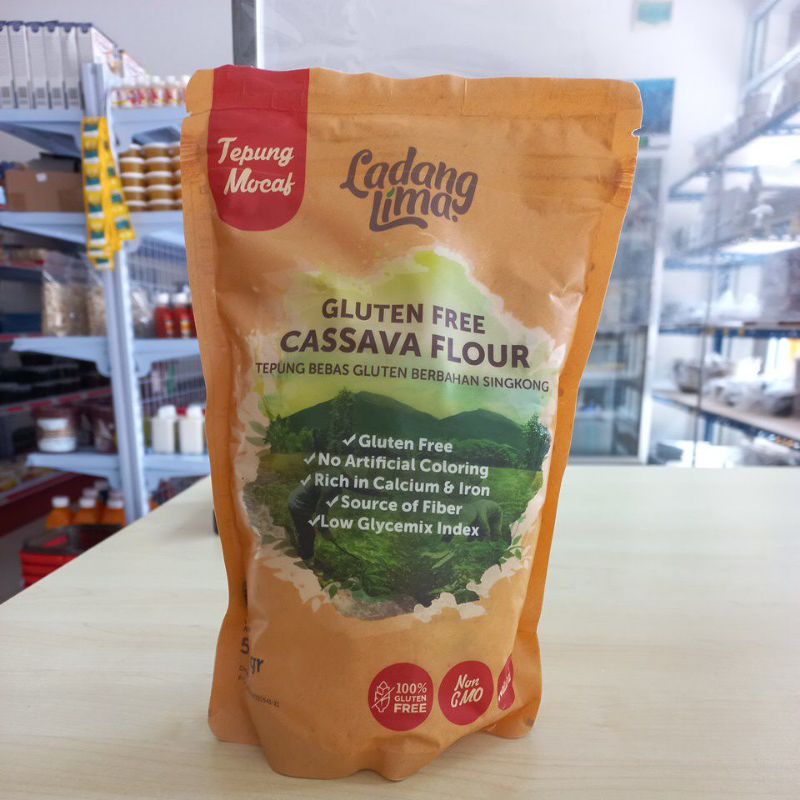 Tepung
Mocaf
Ladang
Lima.
GLUTEN FREE
CASSAVA FLOUR
TEPUNG BEBAS GLUTEN BERBAHAN SINGKONG
✓Gluten Free
✓No Artificial Coloring
✓Rich in Calcium & Iron
✓Source of Fiber
✓Low Glycemix Index
gr
100%
GLUTEN
FREE
Non
GMO